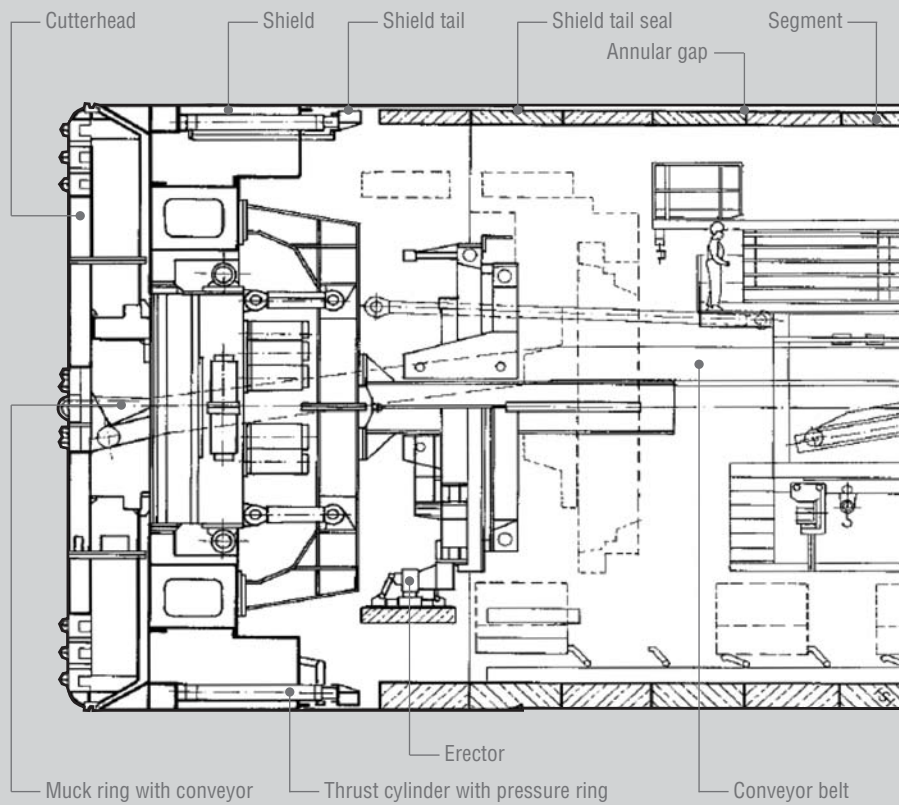 Cutterhead
Shield
Shield tail
Shield tail seal
Segment
Annular gap
Erector
Muck ring with conveyor
Thrust cylinder with pressure ring
Conveyor belt